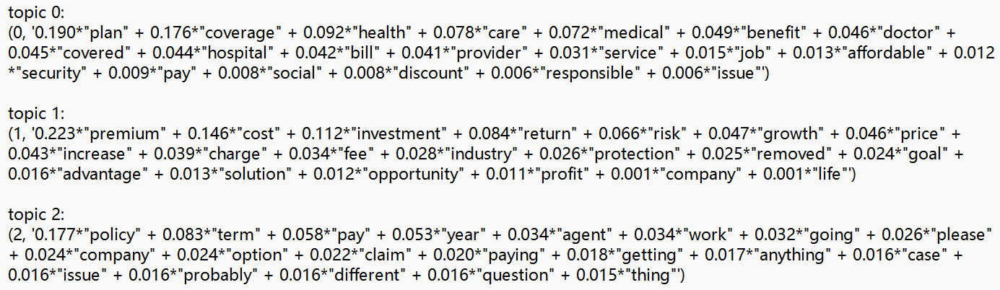 topic 0:
(0, '0.190*"plan" + 0.176*"coverage" + 0.092*"health" + 0.078*"care" + 0.072*"medical" + 0.049*"benefit" + 0.046*"doctor" +
0.045*"covered" + 0.044*"hospital" + 0.042*"bill" + 0.041*"provider" + 0.031*"service" + 0.015*"job" + 0.013*"affordable" + 0.012
*"security" + 0.009*"pay" + 0.008*"social" + 0.008*"discount" + 0.006*"responsible" + 0.006*"issue"')
topic 1:
(1, '0.223*"premium" + 0.146*"cost" + 0.112*"investment" + 0.084*"return" + 0.066*"risk" + 0.047*"growth" + 0.046*"price" +
0.043*"increase" + 0.039*"charge" + 0.034*"fee" + 0.028*"industry" + 0.026*"protection" + 0.025*"removed" + 0.024*"goal" +
0.016*"advantage" + 0.013*"solution" + 0.012*"opportunity" + 0.011*"profit" + 0.001*"company" + 0.001*"life"')
topic 2:
(2, '0.177*"policy" + 0.083*"term" + 0.058*"pay" + 0.053*"year" + 0.034*"agent" + 0.034*"work" + 0.032*"going" + 0.026*"please"
+ 0.024*"company" + 0.024*"option" + 0.022*"claim" + 0.020*"paying" + 0.018*"getting" + 0.017*"anything" + 0.016*"case" +
0.016*"issue" + 0.016*"probably" + 0.016*"different" + 0.016*"question" + 0.015*"thing"')